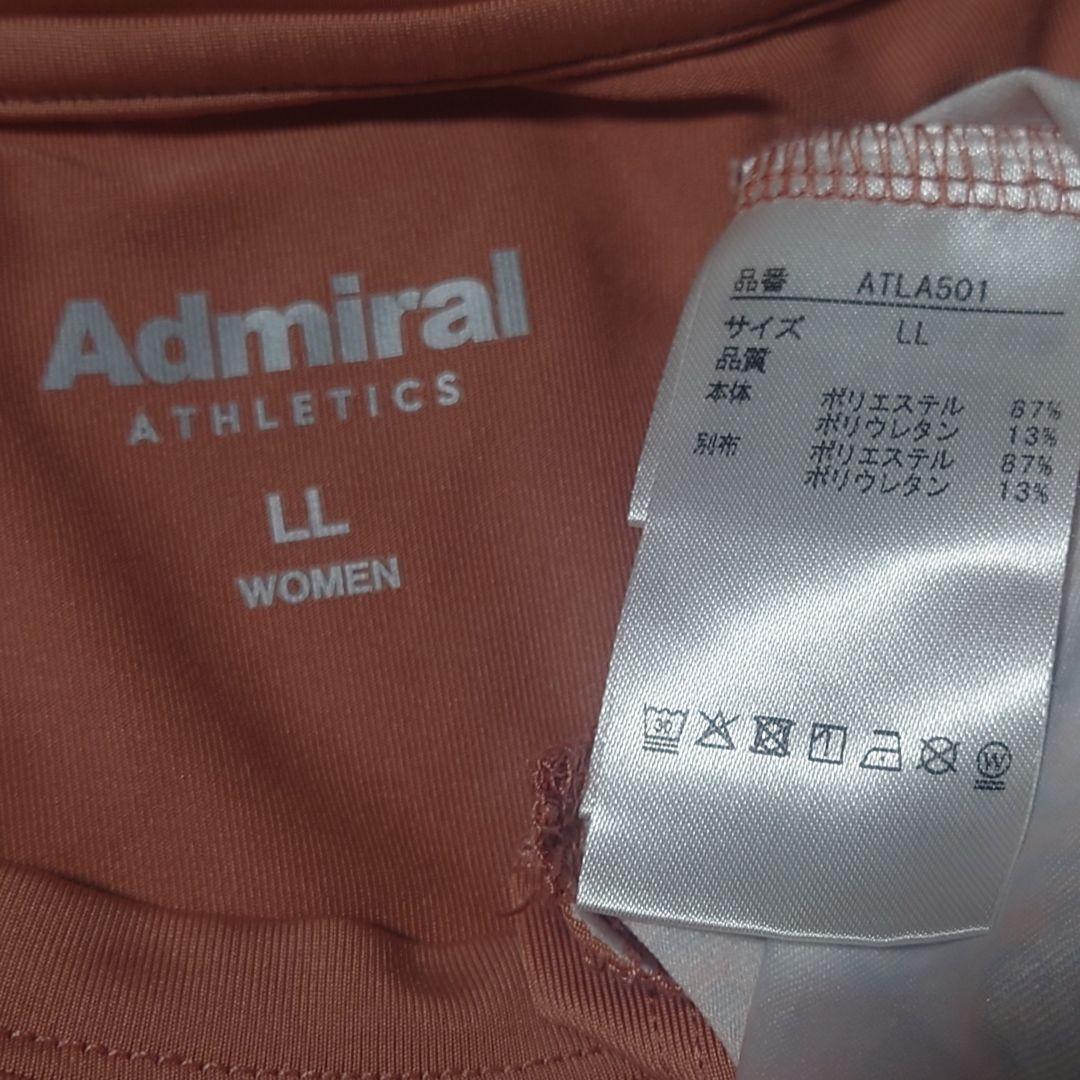 Admiral
ATHLETICS
LL
WOMEN
品番 ATLA501
サイズ LL
品質
本体 ポリエステル 87%
ポリウレタン 13%
別布 ポリエステル 87%
ポリウレタン 13%
30
W